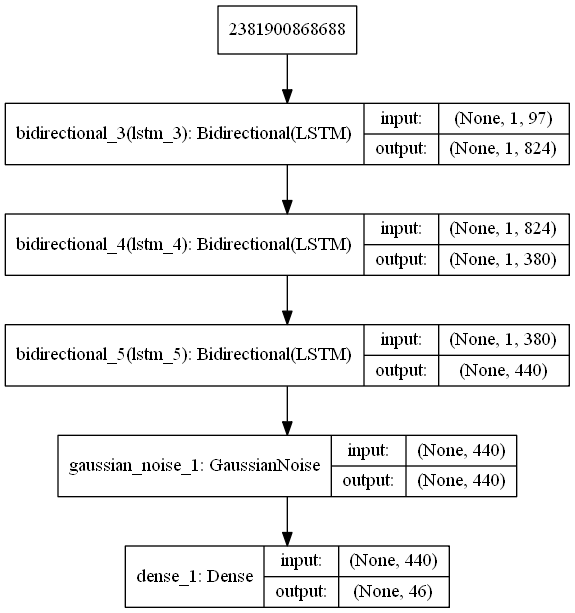 2381900868688
bidirectional_3(lstm_3): Bidirectional(LSTM)
input: (None, 1, 97)
output: (None, 1, 824)
bidirectional_4(lstm_4): Bidirectional(LSTM)
input: (None, 1, 824)
output: (None, 1, 380)
bidirectional_5(lstm_5): Bidirectional(LSTM)
input: (None, 1, 380)
output: (None, 440)
gaussian_noise_1: GaussianNoise
input: (None, 440)
output: (None, 440)
dense_1: Dense
input: (None, 440)
output: (None, 46)